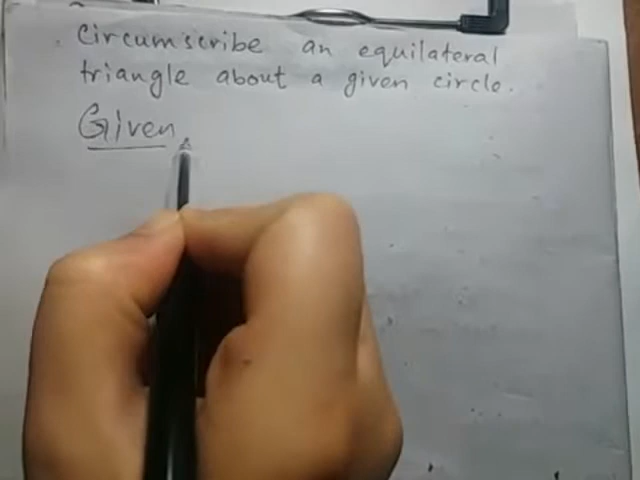 Circumscribe an equilateral
triangle about a given circle.
Given